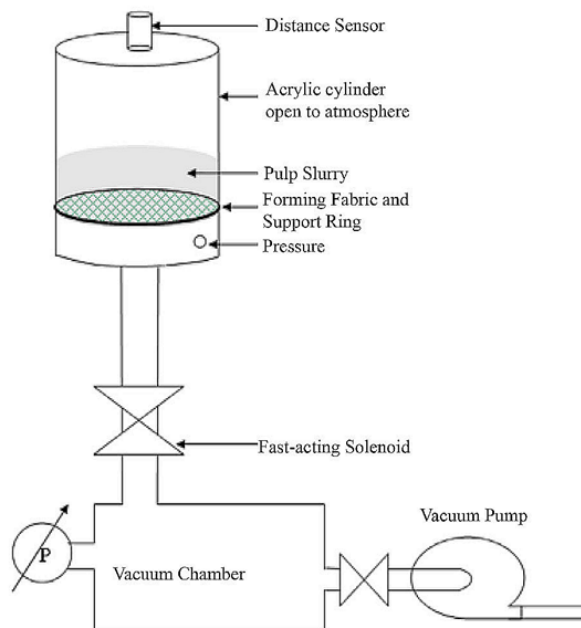 Distance Sensor
Acrylic cylinder
open to atmosphere
Pulp Slurry
Forming Fabric and
Support Ring
Pressure
Fast-acting Solenoid
Vacuum Pump
P
Vacuum Chamber